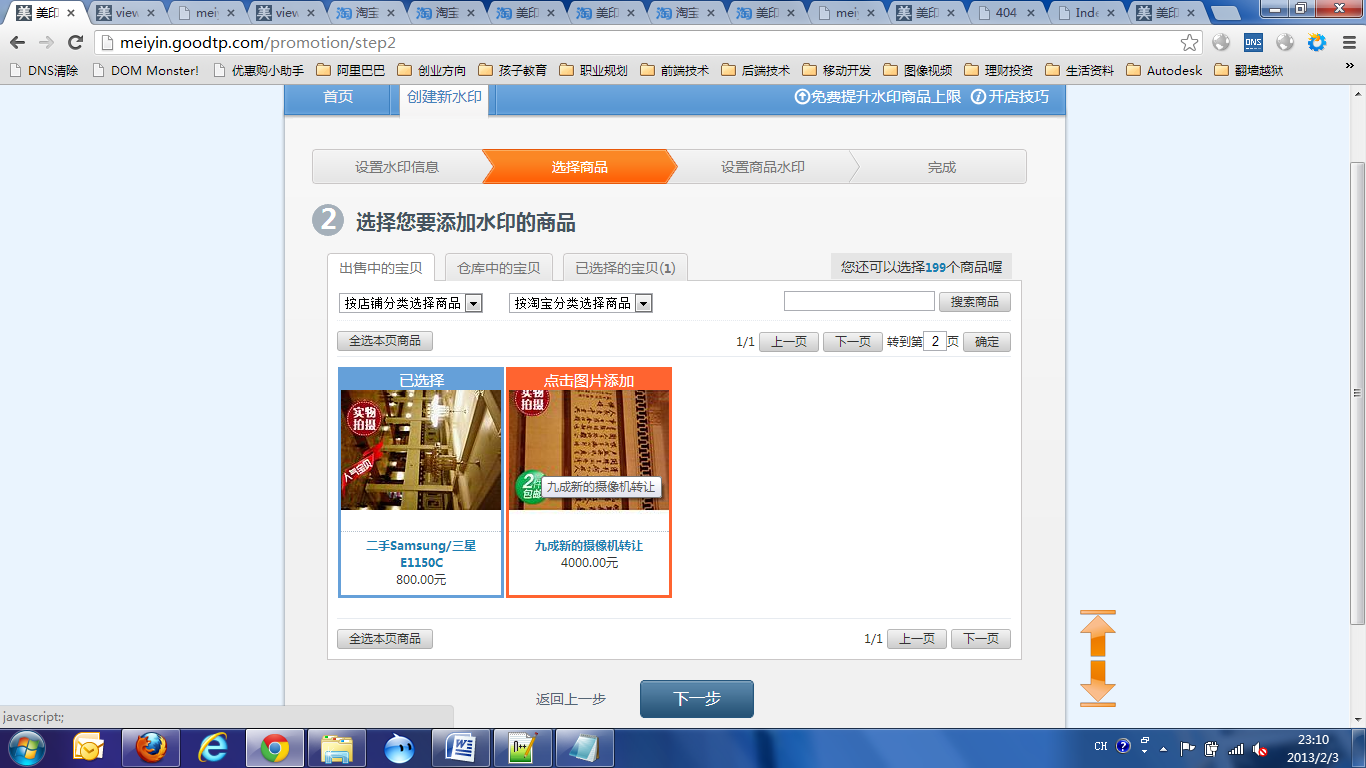 美印
view
mei
美印
view
淘宝
淘宝
美印
美印
淘宝
美印
mei
美印
404
Inde
美印
meiyin.goodtp.com/promotion/step2
DNS清除
DOM Monster!
优惠购小助手
阿里巴巴
创业方向
孩子教育
职业规划
前端技术
后端技术
移动开发
图像视频
理财投资
生活资料
Autodesk
翻墙越狱
»
首页
创建新水印
免费提升水印商品上限
开店技巧
设置水印信息
选择商品
设置商品水印
完成
2 选择您要添加水印的商品
出售中的宝贝
仓库中的宝贝
已选择的宝贝(1)
您还可以选择199个商品喔
按店铺分类选择商品
按淘宝分类选择商品
搜索商品
全选本页商品
1/1 上一页 下一页 转到第 2 页 确定
已选择
点击图片添加
实物
拍摄
人气宝贝
实物
拍摄
2件
包邮
九成新的摄像机转让
二手Samsung/三星
E1150C
800.00元
九成新的摄像机转让
4000.00元
全选本页商品
1/1 上一页 下一页
返回上一步
下一步
javascript:;
CH
23:10
2013/2/3